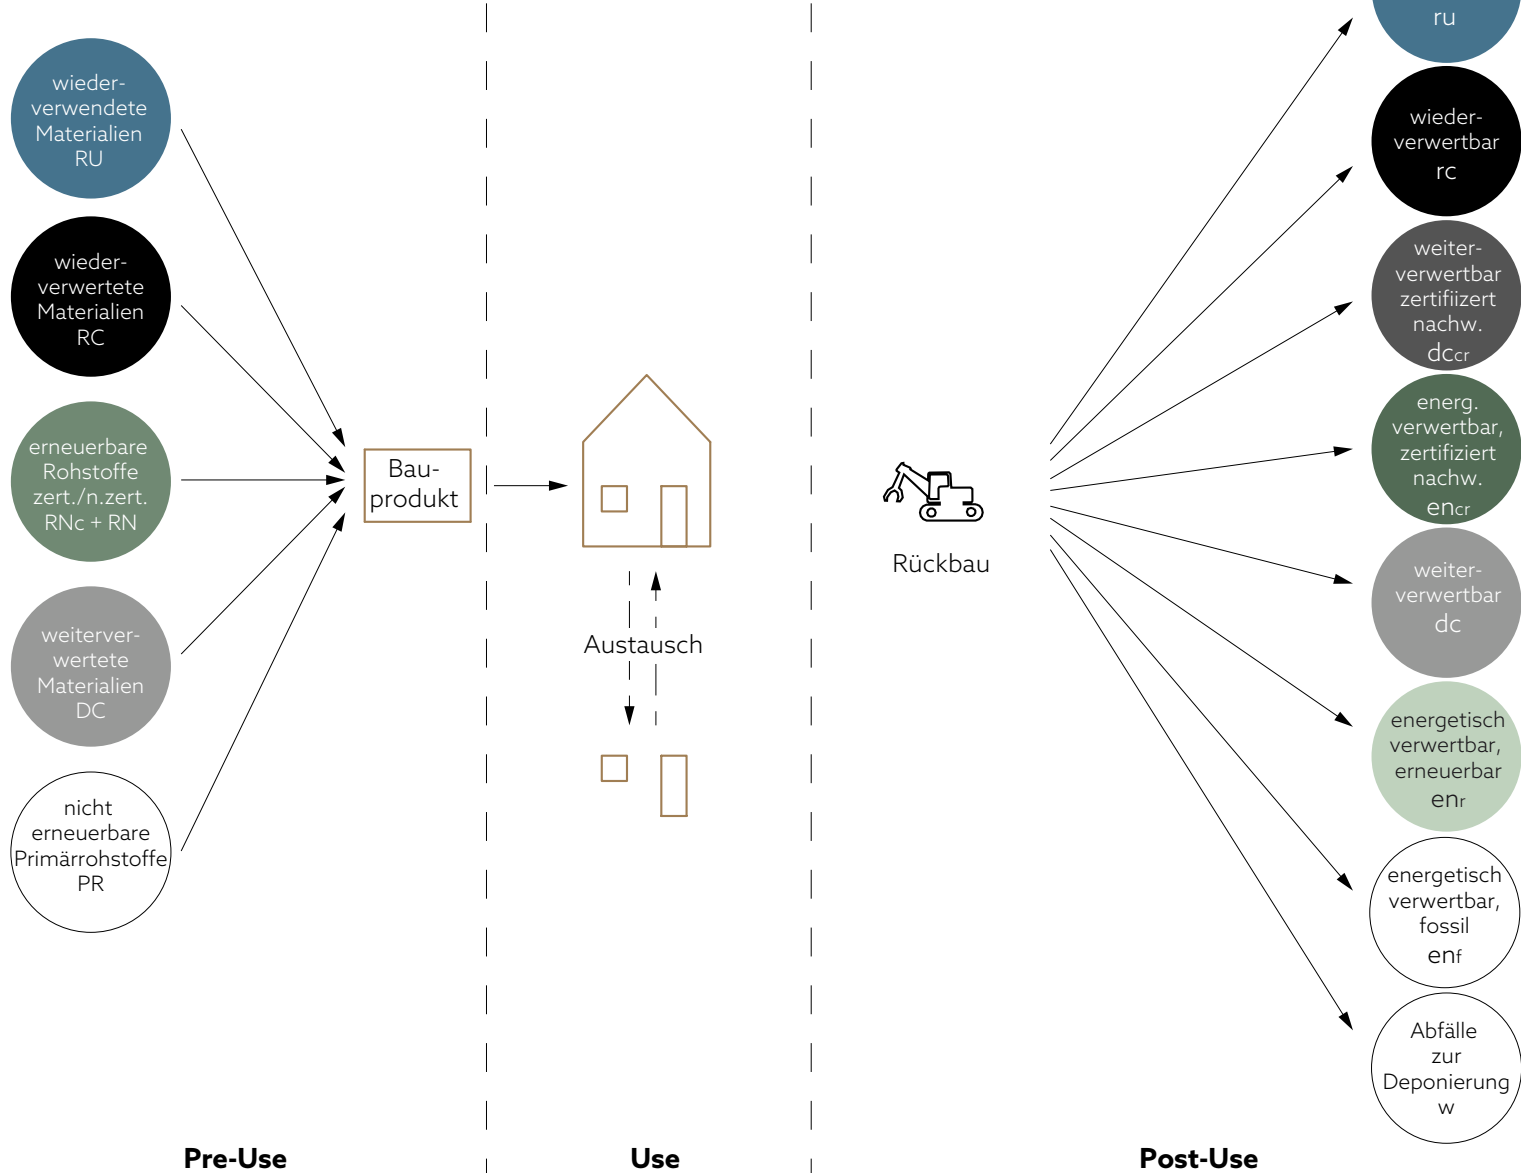 wieder-
verwendete
Materialien
RU
wieder-
verwertete
Materialien
RC
erneuerbare
Rohstoffe
zert./n.zert.
RNc + RN
weiterver-
wertete
Materialien
DC
nicht
erneuerbare
Primärrohstoffe
PR
Bau-
produkt
Austausch
Rückbau
ru
wieder-
verwertbar
rc
weiter-
verwertbar
zertifiizert
nachw.
dccr
energ.
verwertbar,
zertifiziert
nachw.
encr
weiter-
verwertbar
dc
energetisch
verwertbar,
erneuerbar
enr
energetisch
verwertbar,
fossil
enf
Abfälle
zur
Deponierung
w
Pre-Use
Use
Post-Use